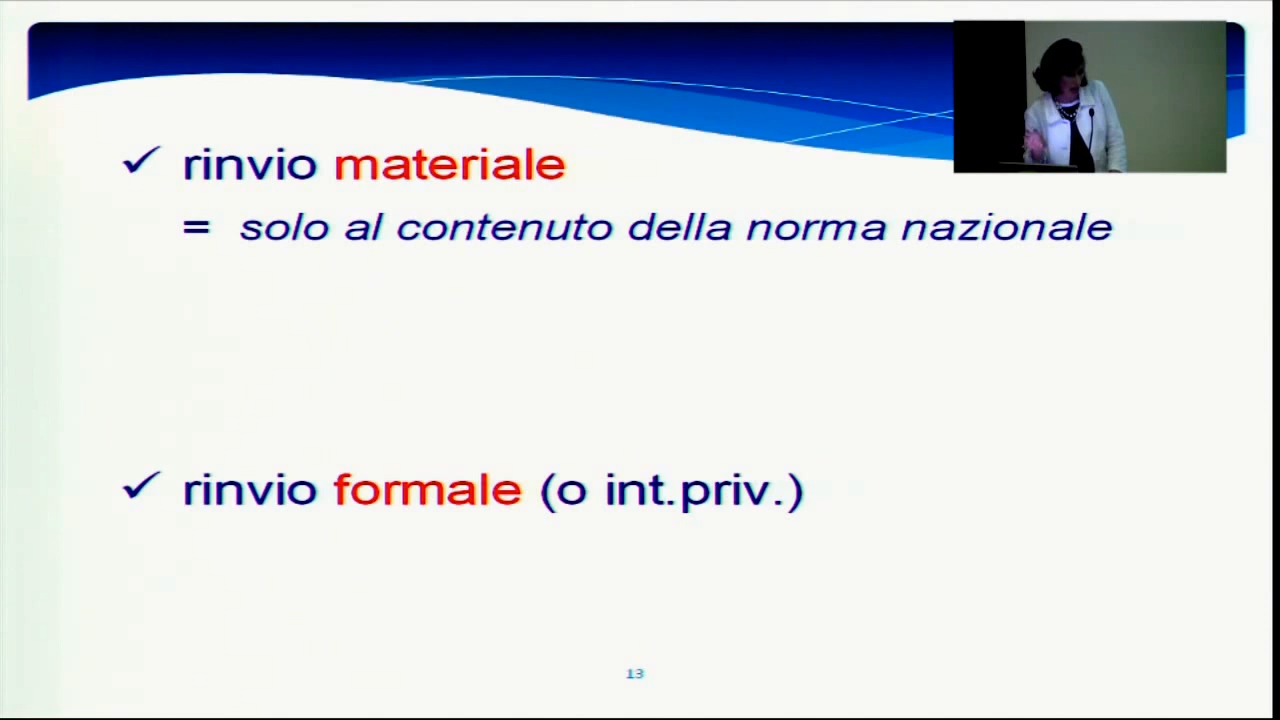 ✓ rinvio materiale
= solo al contenuto della norma nazionale
✓ rinvio formale (o int.priv.)
13